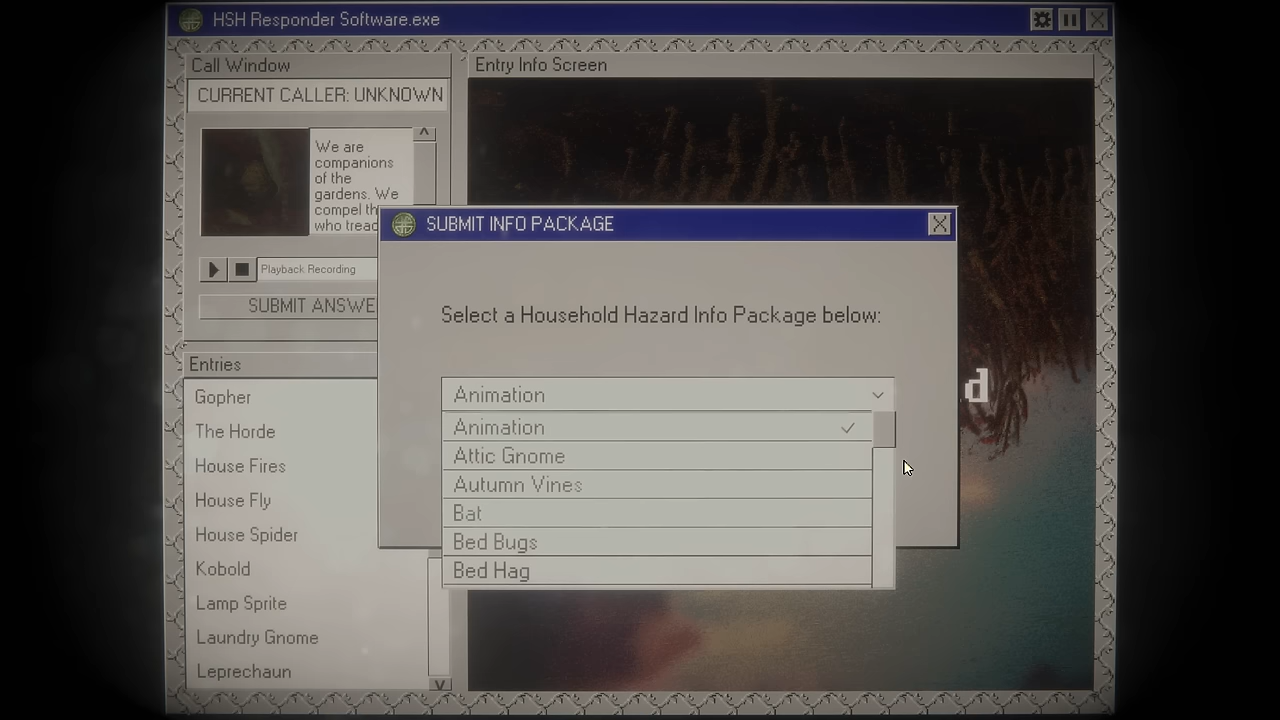 HSH Responder Software.exe
Call Window
CURRENT CALLER: UNKNOWN
We are
companions
of the
gardens. We
compel
who tread
Playback Recording
SUBMIT
Entries
Gopher
The Horde
House Fires
House Fly
House Spider
Kobold
Lamp Sprite
Laundry Gnome
Leprechaun
Entry Info Screen
d
SUBMIT INFO PACKAGE
Select a Household Hazard Info Package below:
Animation
Animation
Attic Gnome
Autumn Vines
Bat
Bed Bugs
Bed Hag